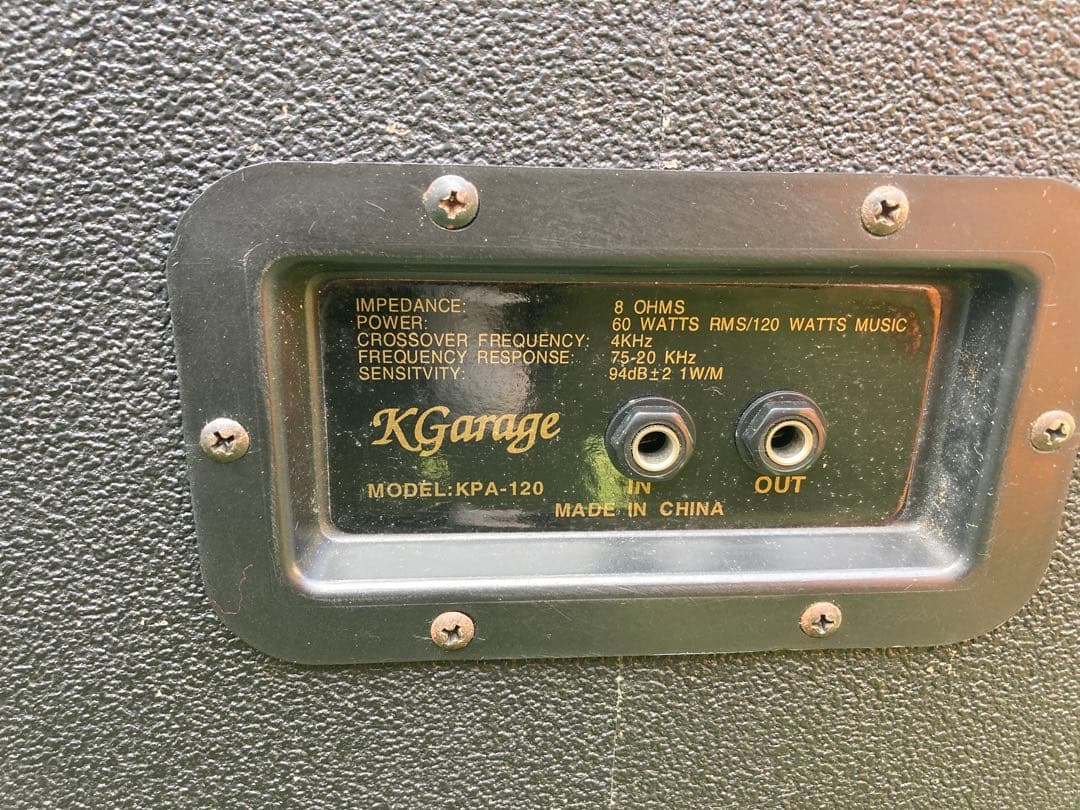 IMPEDANCE: 8 OHMS
POWER: 60 WATTS RMS/120 WATTS MUSIC
CROSSOVER FREQUENCY: 4KHz
FREQUENCY RESPONSE: 75-20 KHz
SENSITVITY: 94dB±2 1W/M
KGarage
MODEL:KPA-120
IN OUT
MADE IN CHINA